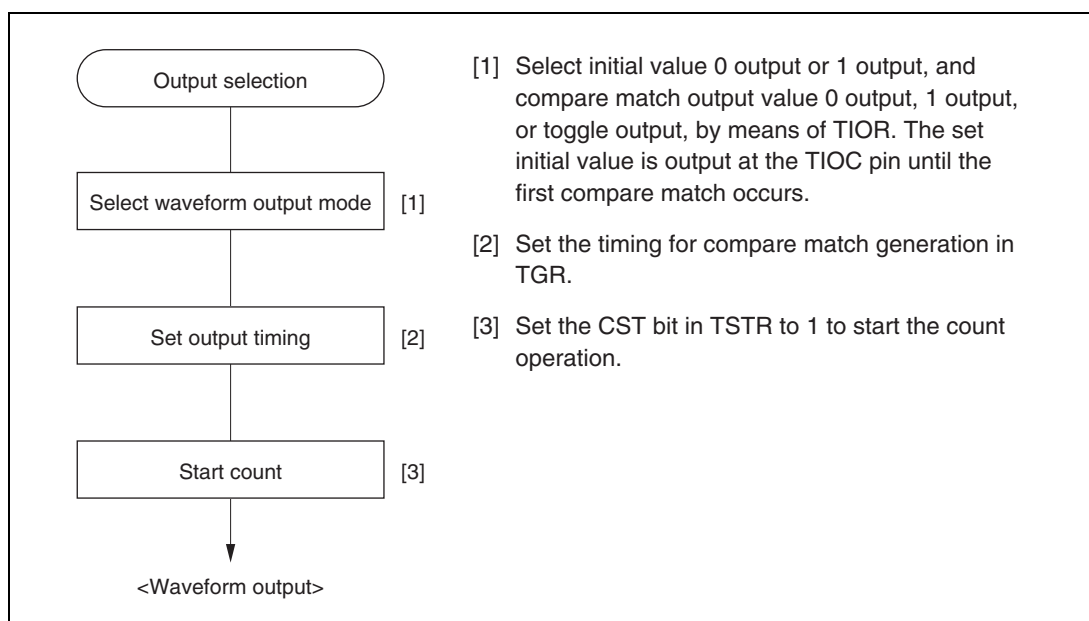 Output selection
Select waveform output mode [1]
Set output timing [2]
Start count [3]
<Waveform output>
[1] Select initial value 0 output or 1 output, and
compare match output value 0 output, 1 output,
or toggle output, by means of TIOR. The set
initial value is output at the TIOC pin until the
first compare match occurs.
[2] Set the timing for compare match generation in
TGR.
[3] Set the CST bit in TSTR to 1 to start the count
operation.